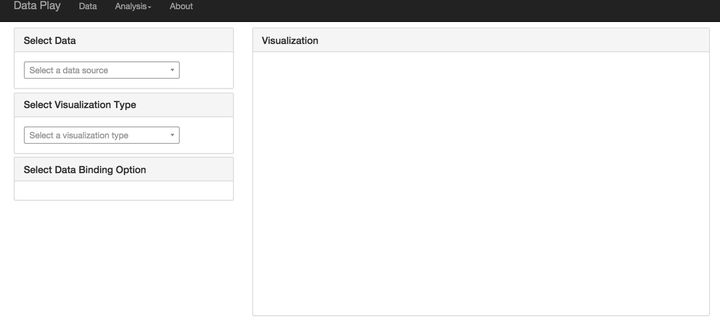 Data Play Data Analysis About
Select Data
Select a data source
Select Visualization Type
Select a visualization type
Select Data Binding Option
Visualization